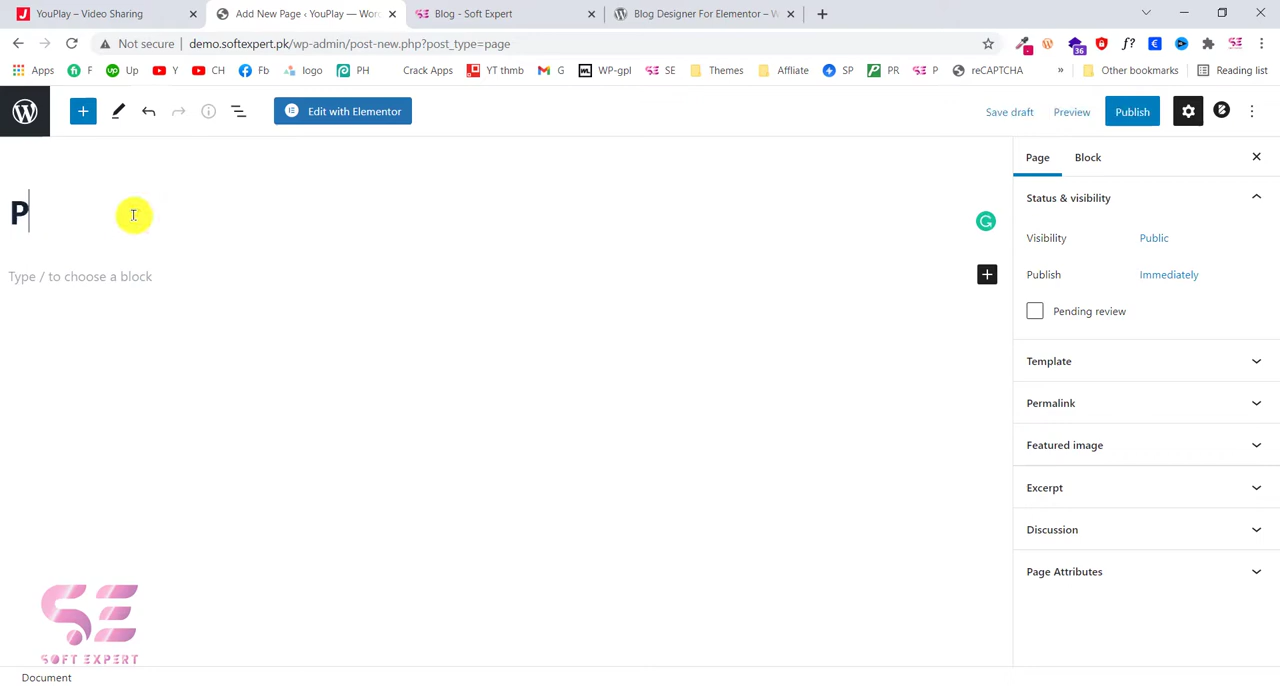 YouPlay – Video Sharing
Add New Page ‹ YouPlay — Wor
Blog - Soft Expert
Blog Designer For Elementor – W
Not secure
demo.softexpert.pk/wp-admin/post-new.php?post_type=page
Apps F Up Y CH Fb logo PH Crack Apps YT thmb G WP-gpl SE Themes Affliate SP PR P reCAPTCHA » Other bookmarks Reading list
Edit with Elementor
Save draft
Preview
Publish
P
Type / to choose a block
Page
Block
Status & visibility
Visibility
Public
Publish
Immediately
Pending review
Template
Permalink
Featured image
Excerpt
Discussion
Page Attributes
SE
SOFT EXPERT
Document